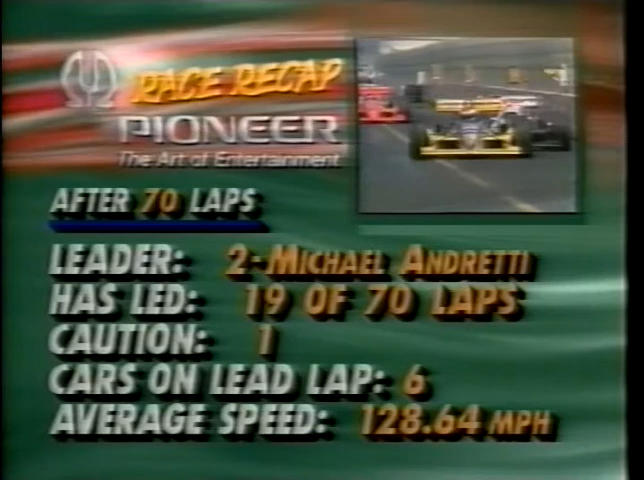 RACE RECAP
PIONEER
The Art of Entertainment
AFTER 70 LAPS
LEADER: 2-MICHAEL ANDRETTI
HAS LED: 19 OF 70 LAPS
CAUTION: 1
CARS ON LEAD LAP: 6
AVERAGE SPEED: 128.64 MPH